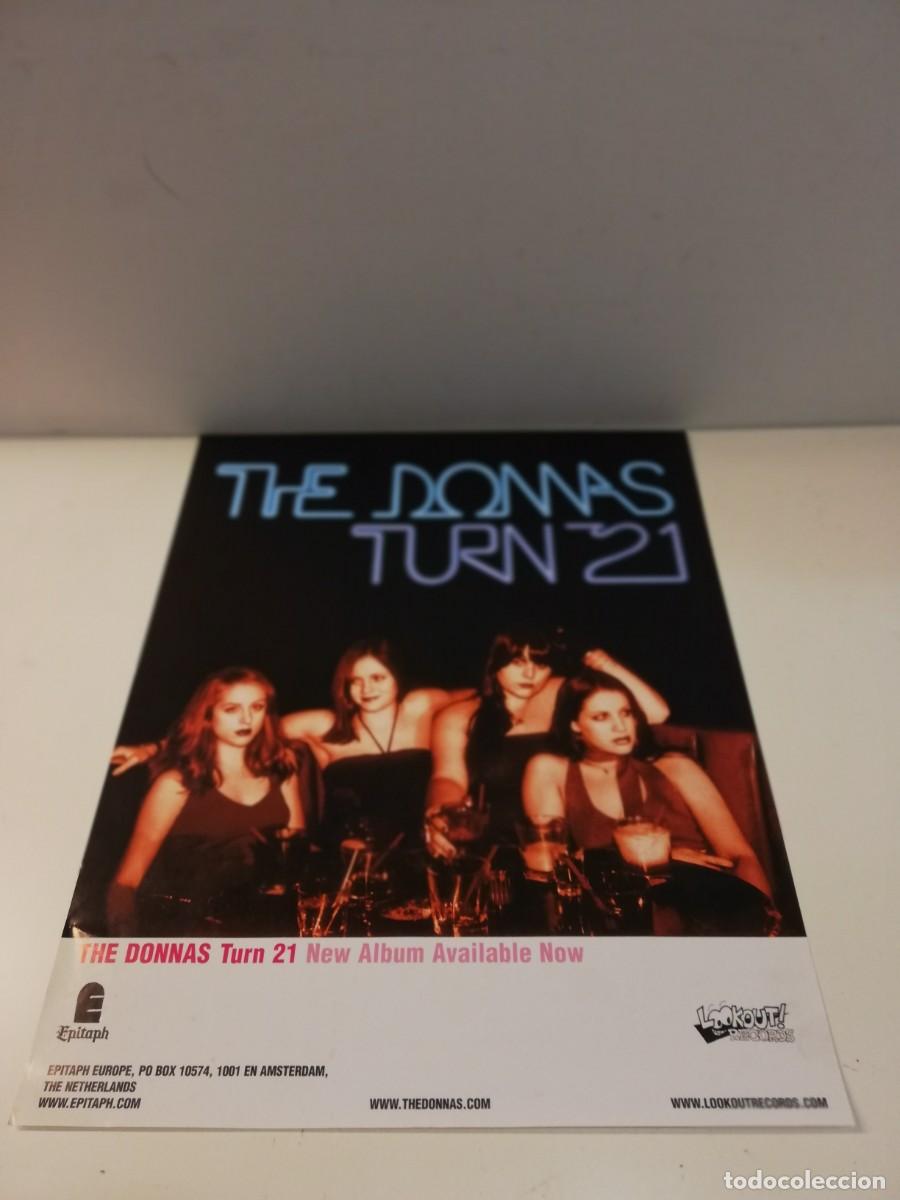 THE DONNAS
TURN 21
THE DONNAS Turn 21 New Album Available Now
E
Epitaph
LOOKOUT!
RECORDS
EPITAPH EUROPE, PO BOX 10574, 1001 EN AMSTERDAM,
THE NETHERLANDS
WWW.EPITAPH.COM
WWW.THEDONNAS.COM
WWW.LOOKOUTRECORDS.COM
todocoleccion